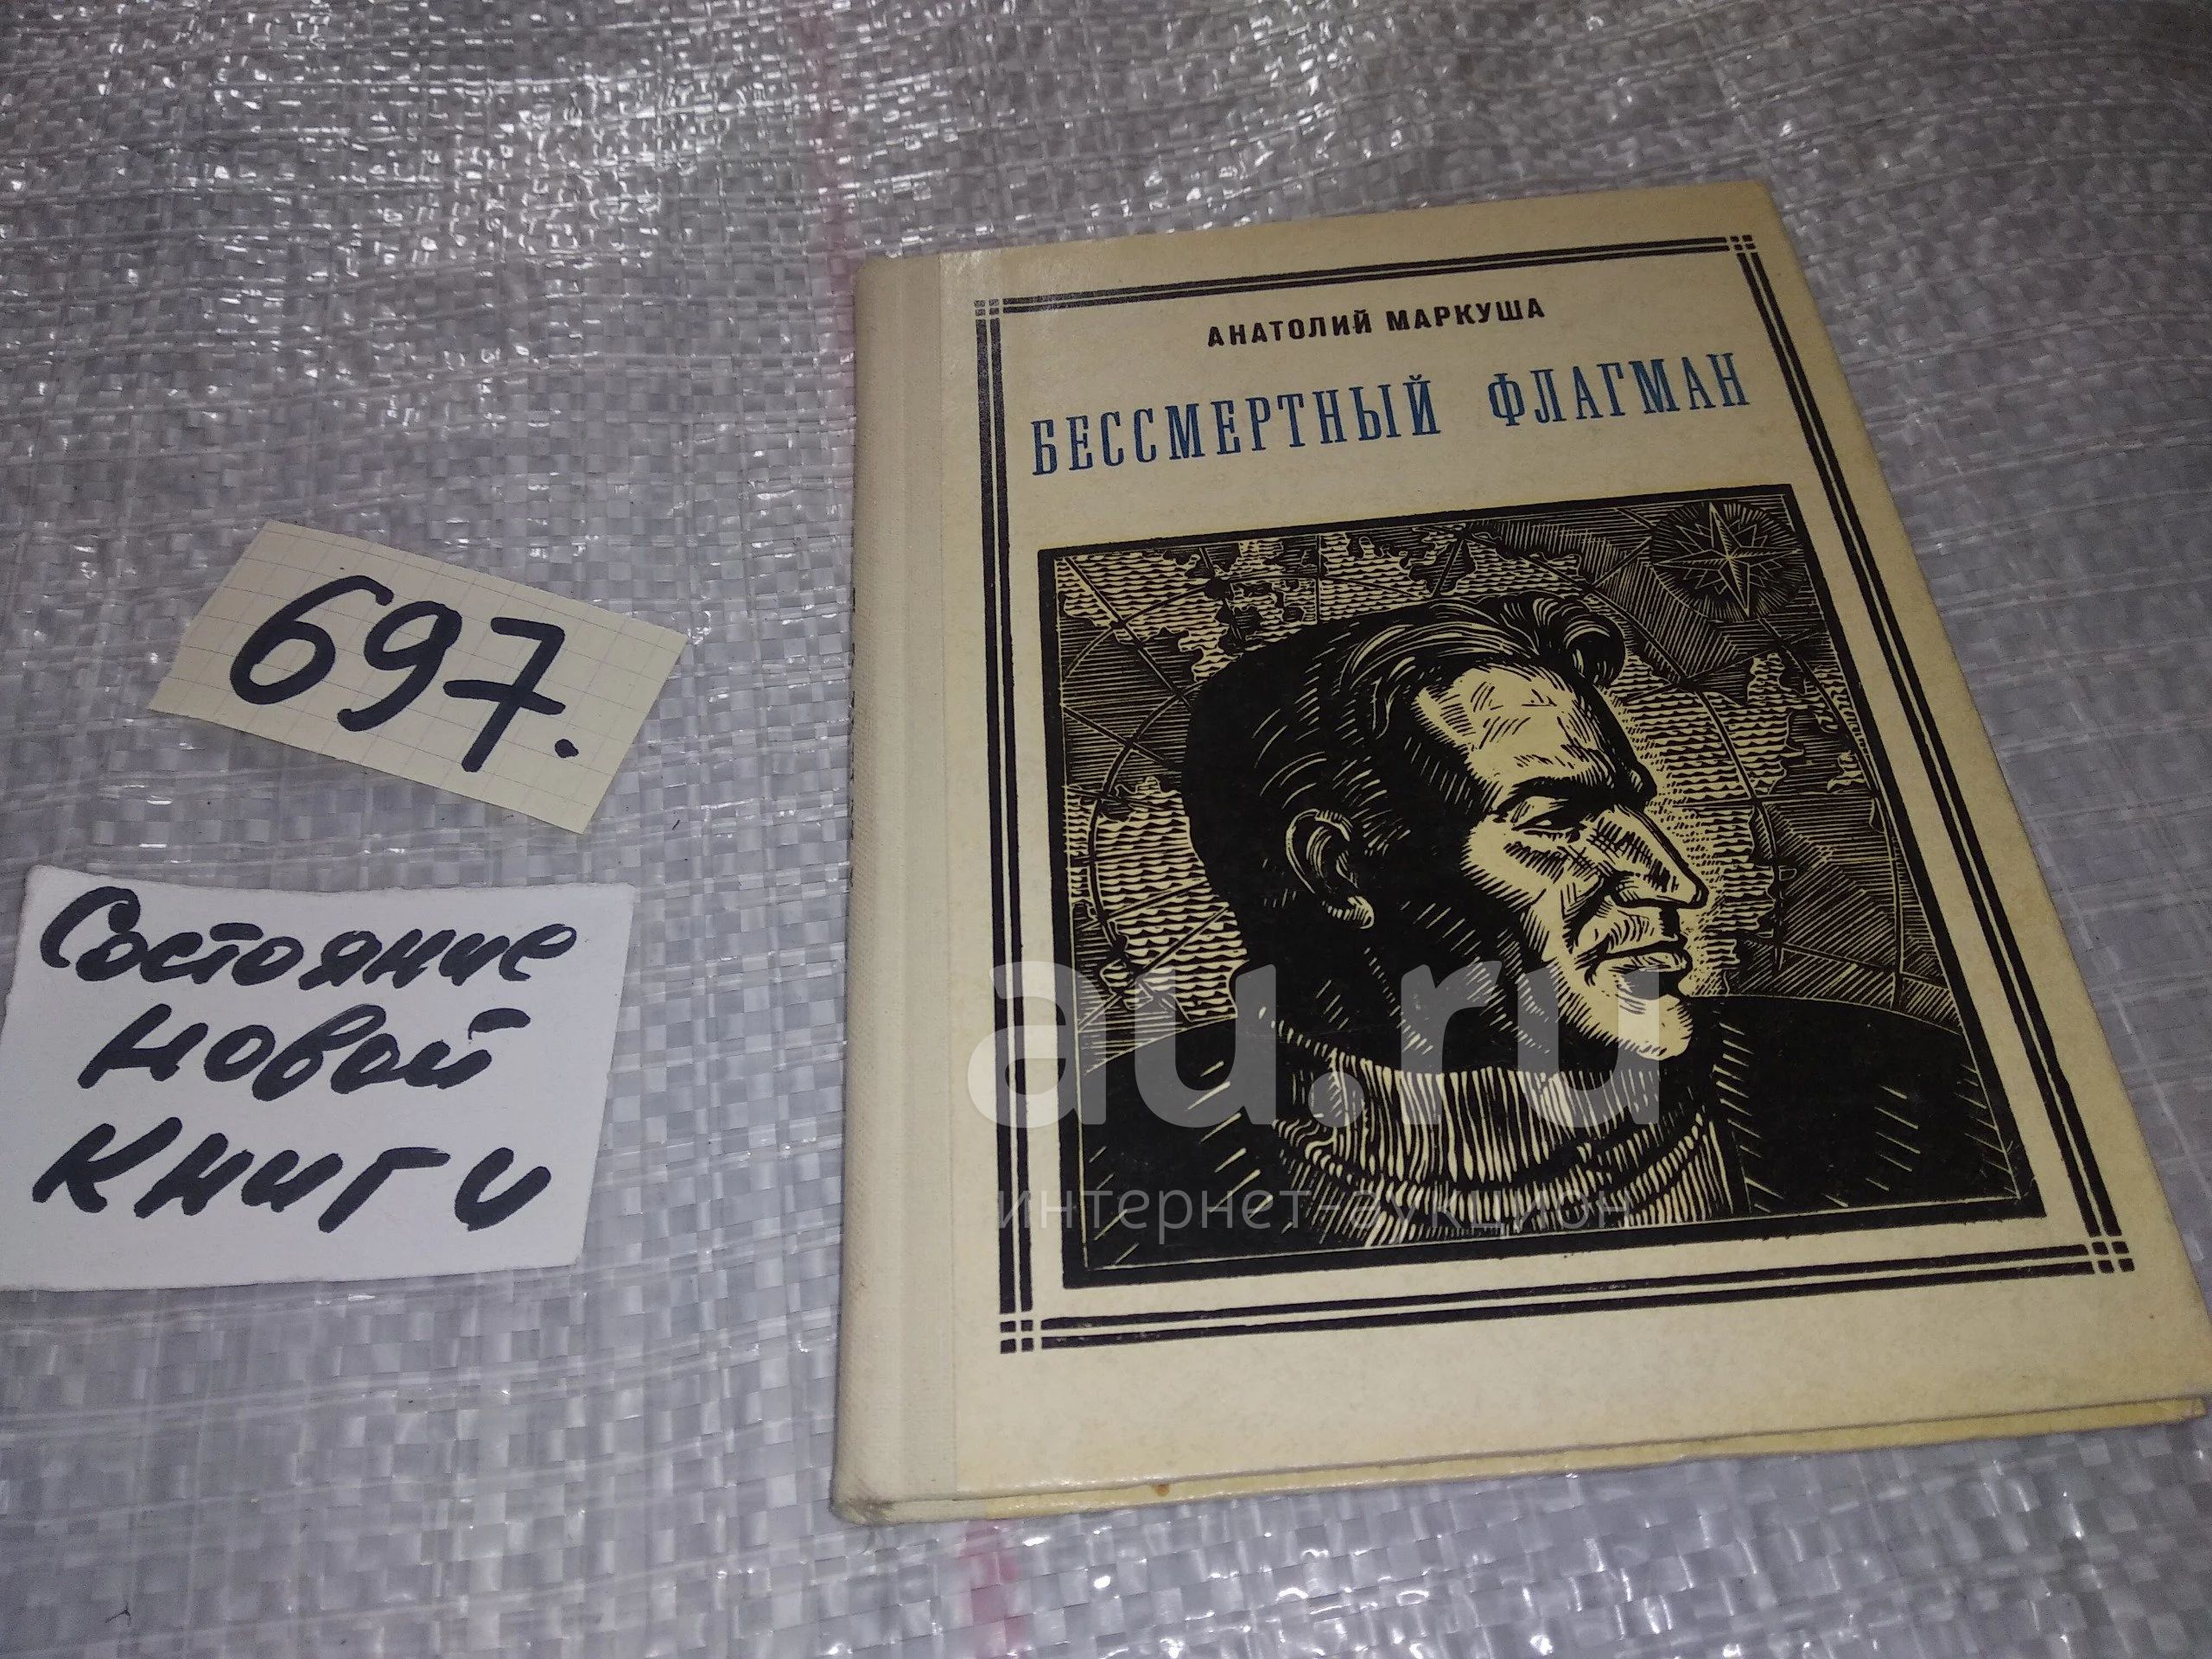 АНАТОЛИЙ МАРКУША
БЕССМЕРТНЫЙ ФЛАГМАН
697.
Состояние
новой
книги
au.ru
интернет-аукцион